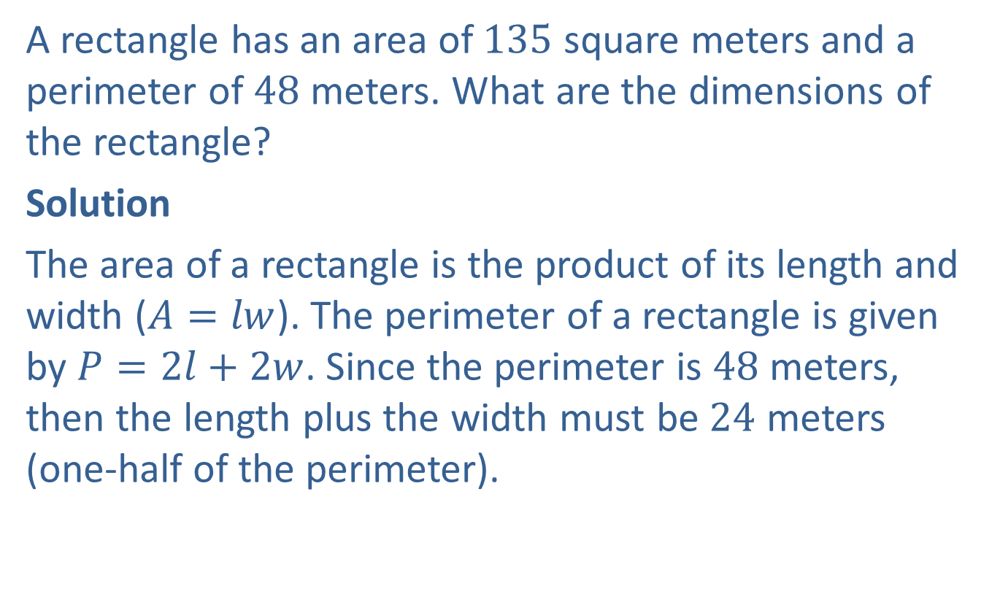 A rectangle has an area of 135 square meters and a
perimeter of 48 meters. What are the dimensions of
the rectangle?
Solution
The area of a rectangle is the product of its length and
width (A = lw). The perimeter of a rectangle is given
by P = 2l + 2w. Since the perimeter is 48 meters,
then the length plus the width must be 24 meters
(one-half of the perimeter).